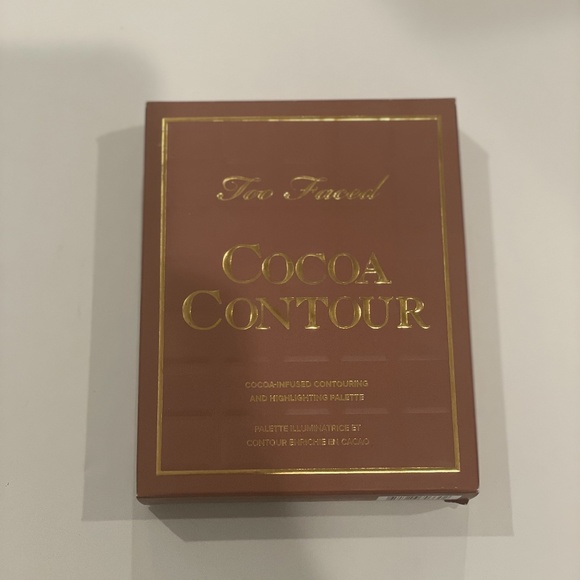 Too Faced
COCOA
CONTOUR
COCOA-INFUSED CONTOURING
AND HIGHLIGHTING PALETTE
PALETTE ILLUMINATRICE ET
CONTOUR ENRICHIE EN CACAO